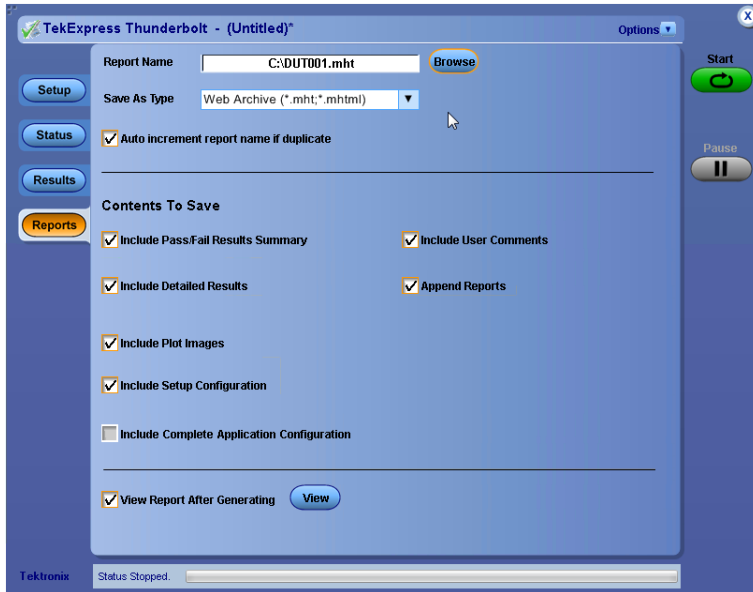 TekExpress Thunderbolt - (Untitled)*
Options
X
Report Name
C:\DUT001.mht
Browse
Start
Setup
Save As Type
Web Archive (*.mht;*.mhtml)
Status
Auto increment report name if duplicate
Pause
Results
Contents To Save
Reports
Include Pass/Fail Results Summary
Include User Comments
Include Detailed Results
Append Reports
Include Plot Images
Include Setup Configuration
Include Complete Application Configuration
View Report After Generating
View
Tektronix
Status Stopped.